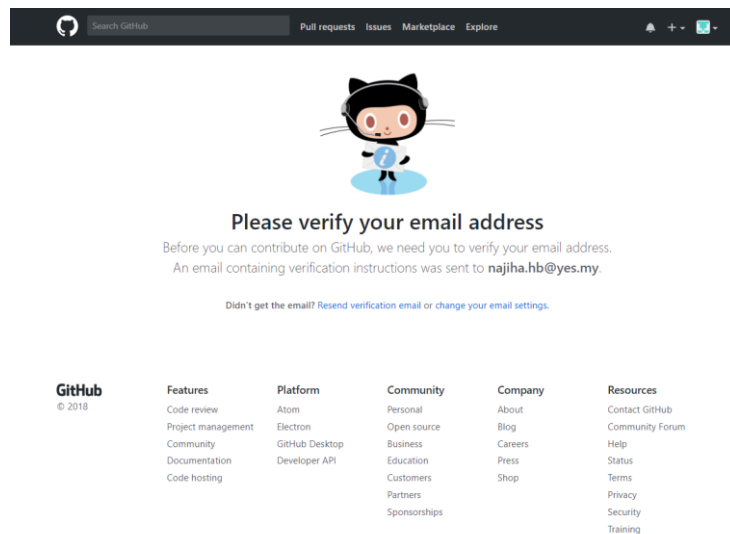 Search GitHub Pull requests Issues Marketplace Explore
Please verify your email address
Before you can contribute on GitHub, we need you to verify your email address.
An email containing verification instructions was sent to najiha.hb@yes.my.
Didn't get the email? Resend verification email or change your email settings.
GitHub
© 2018
Features
Code review
Project management
Community
Documentation
Code hosting
Platform
Atom
Electron
GitHub Desktop
Developer API
Community
Personal
Open source
Business
Education
Customers
Partners
Sponsorships
Company
About
Blog
Careers
Press
Shop
Resources
Contact GitHub
Community Forum
Help
Status
Terms
Privacy
Security
Training